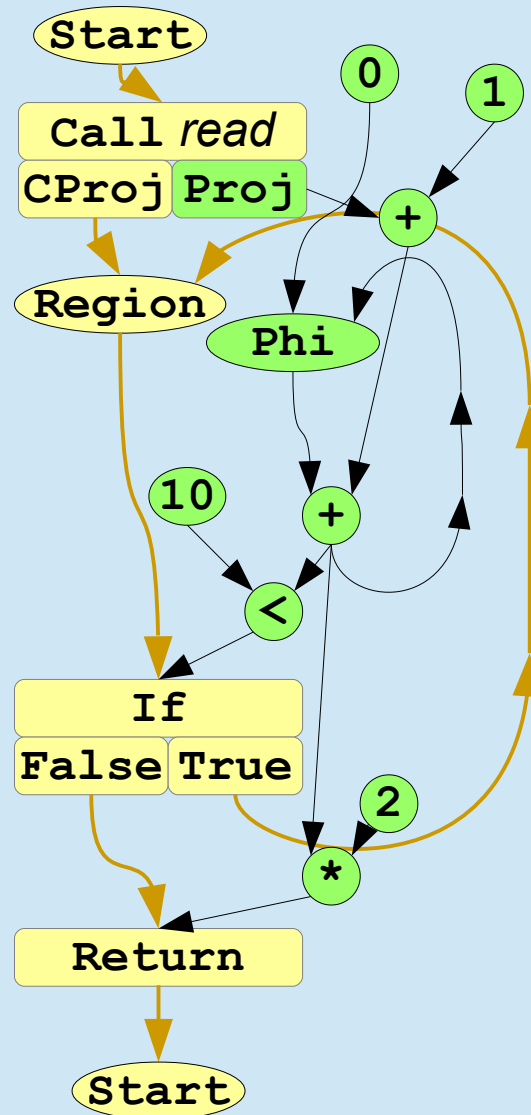 Start
0
1
Call read
CProj Proj
+
Region
Phi
10
+
<
If
False True
2
*
Return
Start